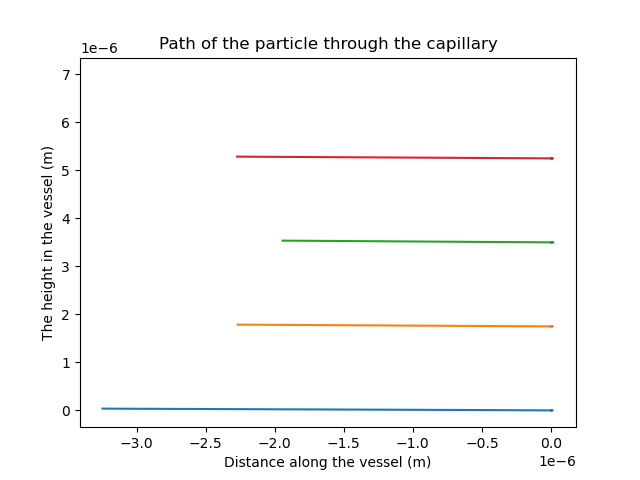 Path of the particle through the capillary
1e−6
7
6
5
4
3
2
1
0
The height in the vessel (m)
−3.0 −2.5 −2.0 −1.5 −1.0 −0.5 0.0
1e−6
Distance along the vessel (m)